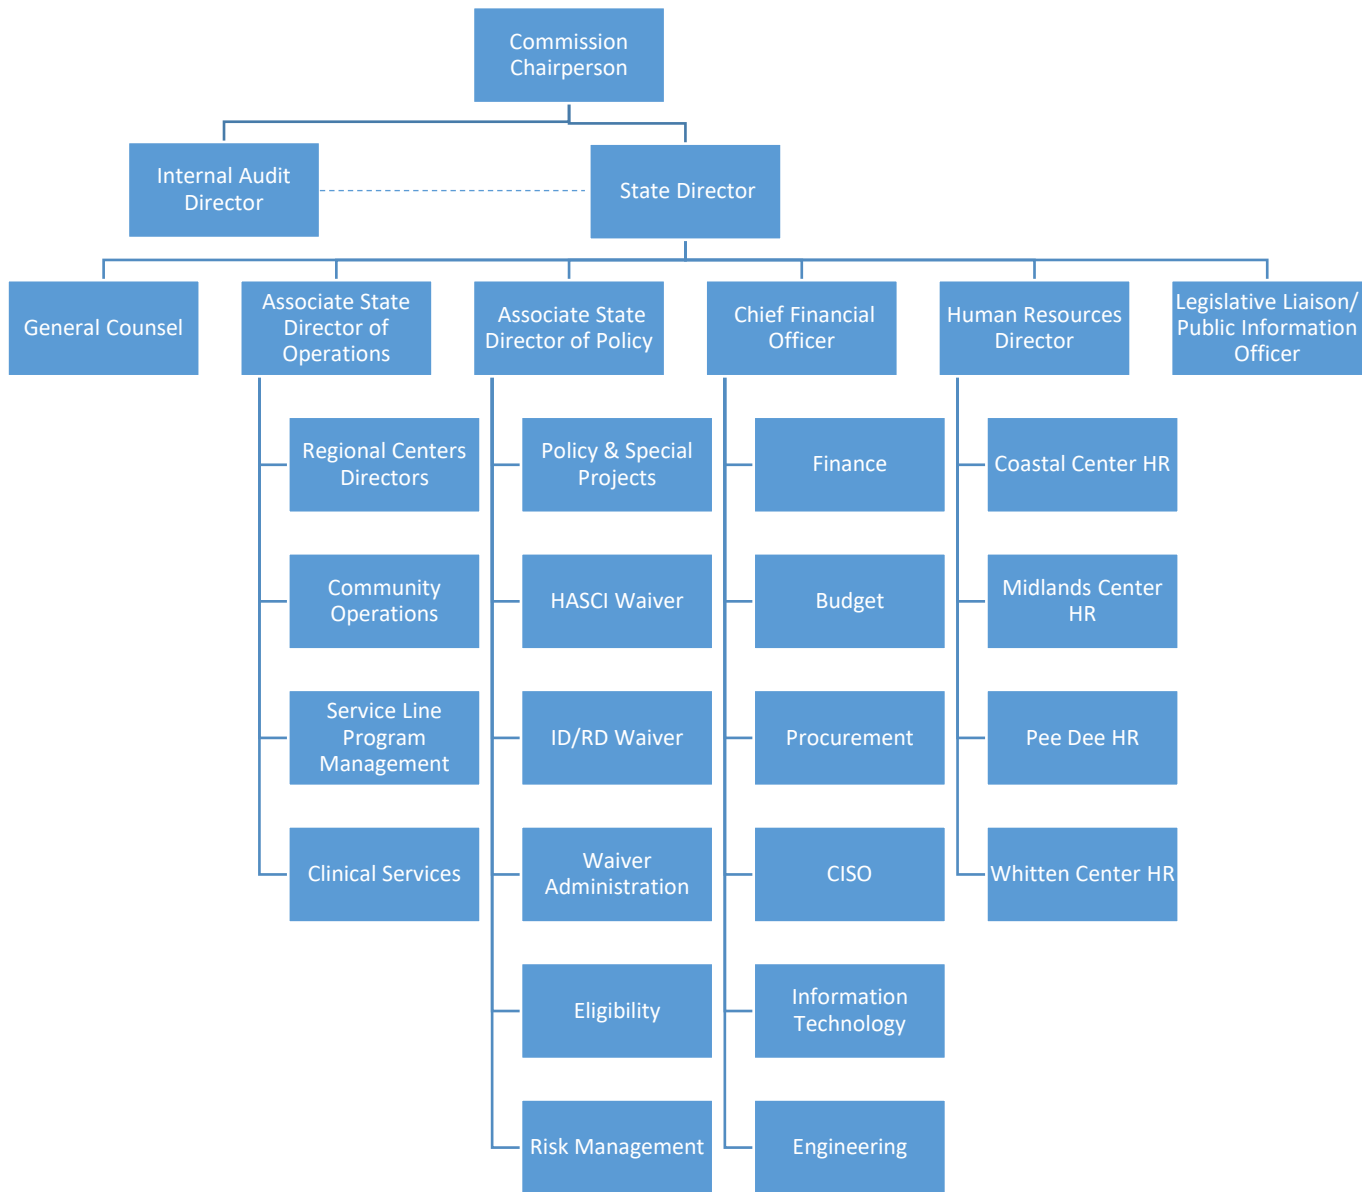 Commission
Chairperson
Internal Audit
Director
State Director
General Counsel
Associate State
Director of
Operations
Associate State
Director of Policy
Chief Financial
Officer
Human Resources
Director
Legislative Liaison/
Public Information
Officer
Regional Centers
Directors
Community
Operations
Service Line
Program
Management
Clinical Services
Policy & Special
Projects
HASCI Waiver
ID/RD Waiver
Waiver
Administration
Eligibility
Risk Management
Finance
Budget
Procurement
CISO
Information
Technology
Engineering
Coastal Center HR
Midlands Center
HR
Pee Dee HR
Whitten Center HR